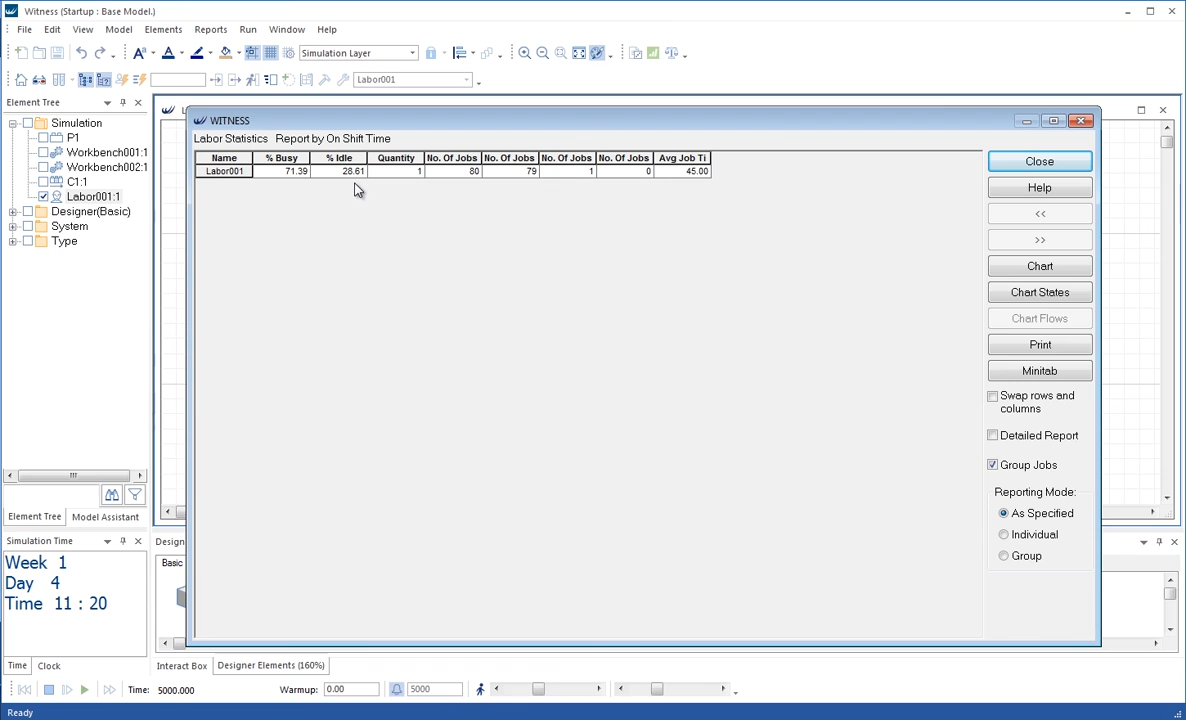 Witness (Startup : Base Model.)
File Edit View Model Elements Reports Run Window Help
Simulation Layer
Labor001
Element Tree
Simulation
P1
Workbench001:1
Workbench002:1
C1:1
Labor001:1
Designer(Basic)
System
Type
Element Tree Model Assistant
Simulation Time
Week 1
Day 4
Time 11 : 20
Time Clock
WITNESS
Labor Statistics Report by On Shift Time
Name % Busy % Idle Quantity No. Of Jobs No. Of Jobs No. Of Jobs No. Of Jobs Avg Job Ti
Labor001 71.39 28.61 1 80 79 1 0 45.00
Close
Help
<<
>>
Chart
Chart States
Chart Flows
Print
Minitab
Swap rows and
columns
Detailed Report
Group Jobs
Reporting Mode:
As Specified
Individual
Group
Design
Basic
Interact Box Designer Elements (160%)
Time: 5000.000 Warmup: 0.00 5000
Ready